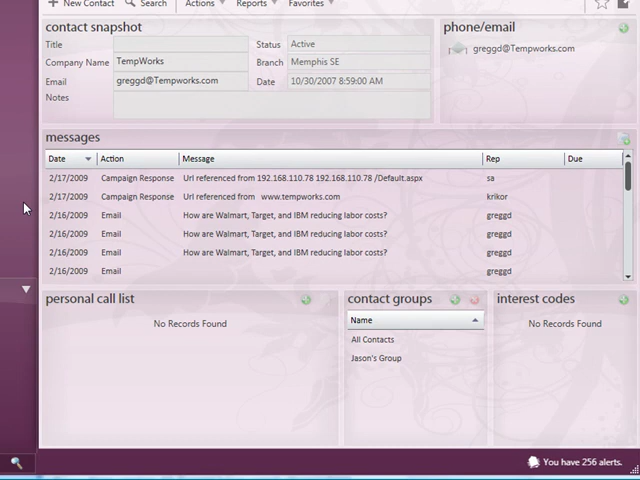 New Contact Search Actions Reports Favorites
contact snapshot
Title
Status Active
Company Name TempWorks
Branch Memphis SE
Email greggd@Tempworks.com
Date 10/30/2007 8:59:00 AM
Notes
phone/email
greggd@Tempworks.com
messages
Date Action Message Rep Due
2/17/2009 Campaign Response Url referenced from 192.168.110.78 192.168.110.78 /Default.aspx sa
2/17/2009 Campaign Response Url referenced from www.tempworks.com krikor
2/16/2009 Email How are Walmart, Target, and IBM reducing labor costs? greggd
2/16/2009 Email How are Walmart, Target, and IBM reducing labor costs? greggd
2/16/2009 Email How are Walmart, Target, and IBM reducing labor costs? greggd
2/16/2009 Email greggd
personal call list
No Records Found
contact groups
Name
All Contacts
Jason's Group
interest codes
No Records Found
You have 256 alerts.